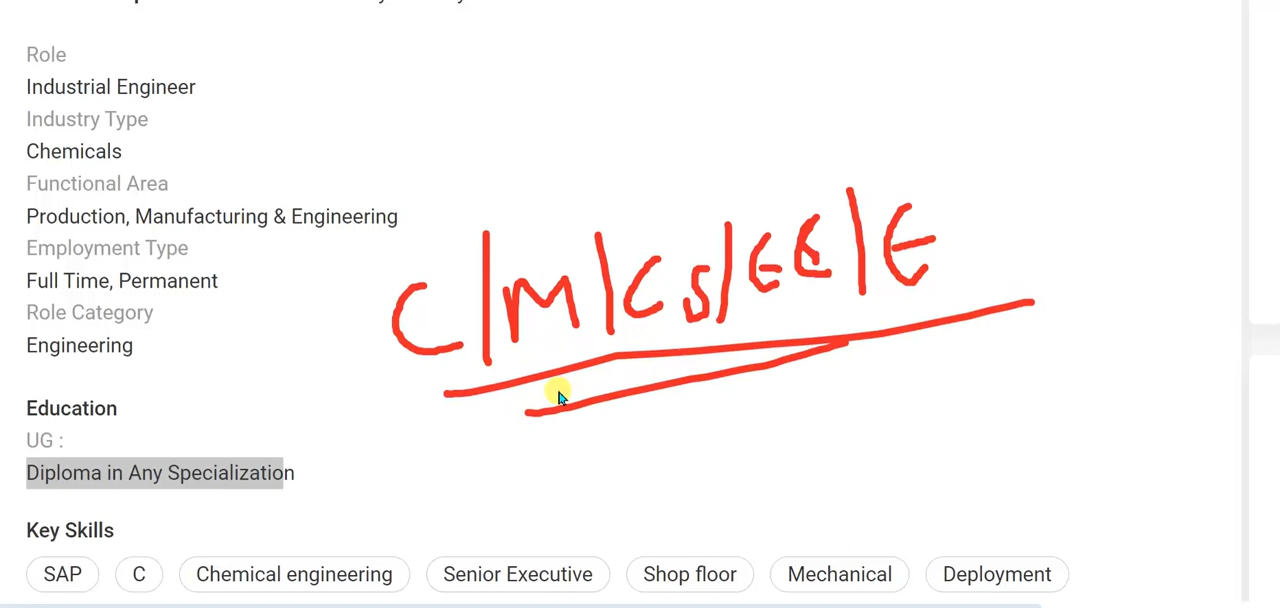 Role
Industrial Engineer
Industry Type
Chemicals
Functional Area
Production, Manufacturing & Engineering
Employment Type
Full Time, Permanent
Role Category
Engineering
C/M/CS/EE/E
Education
UG :
Diploma in Any Specialization
Key Skills
SAP C Chemical engineering Senior Executive Shop floor Mechanical Deployment